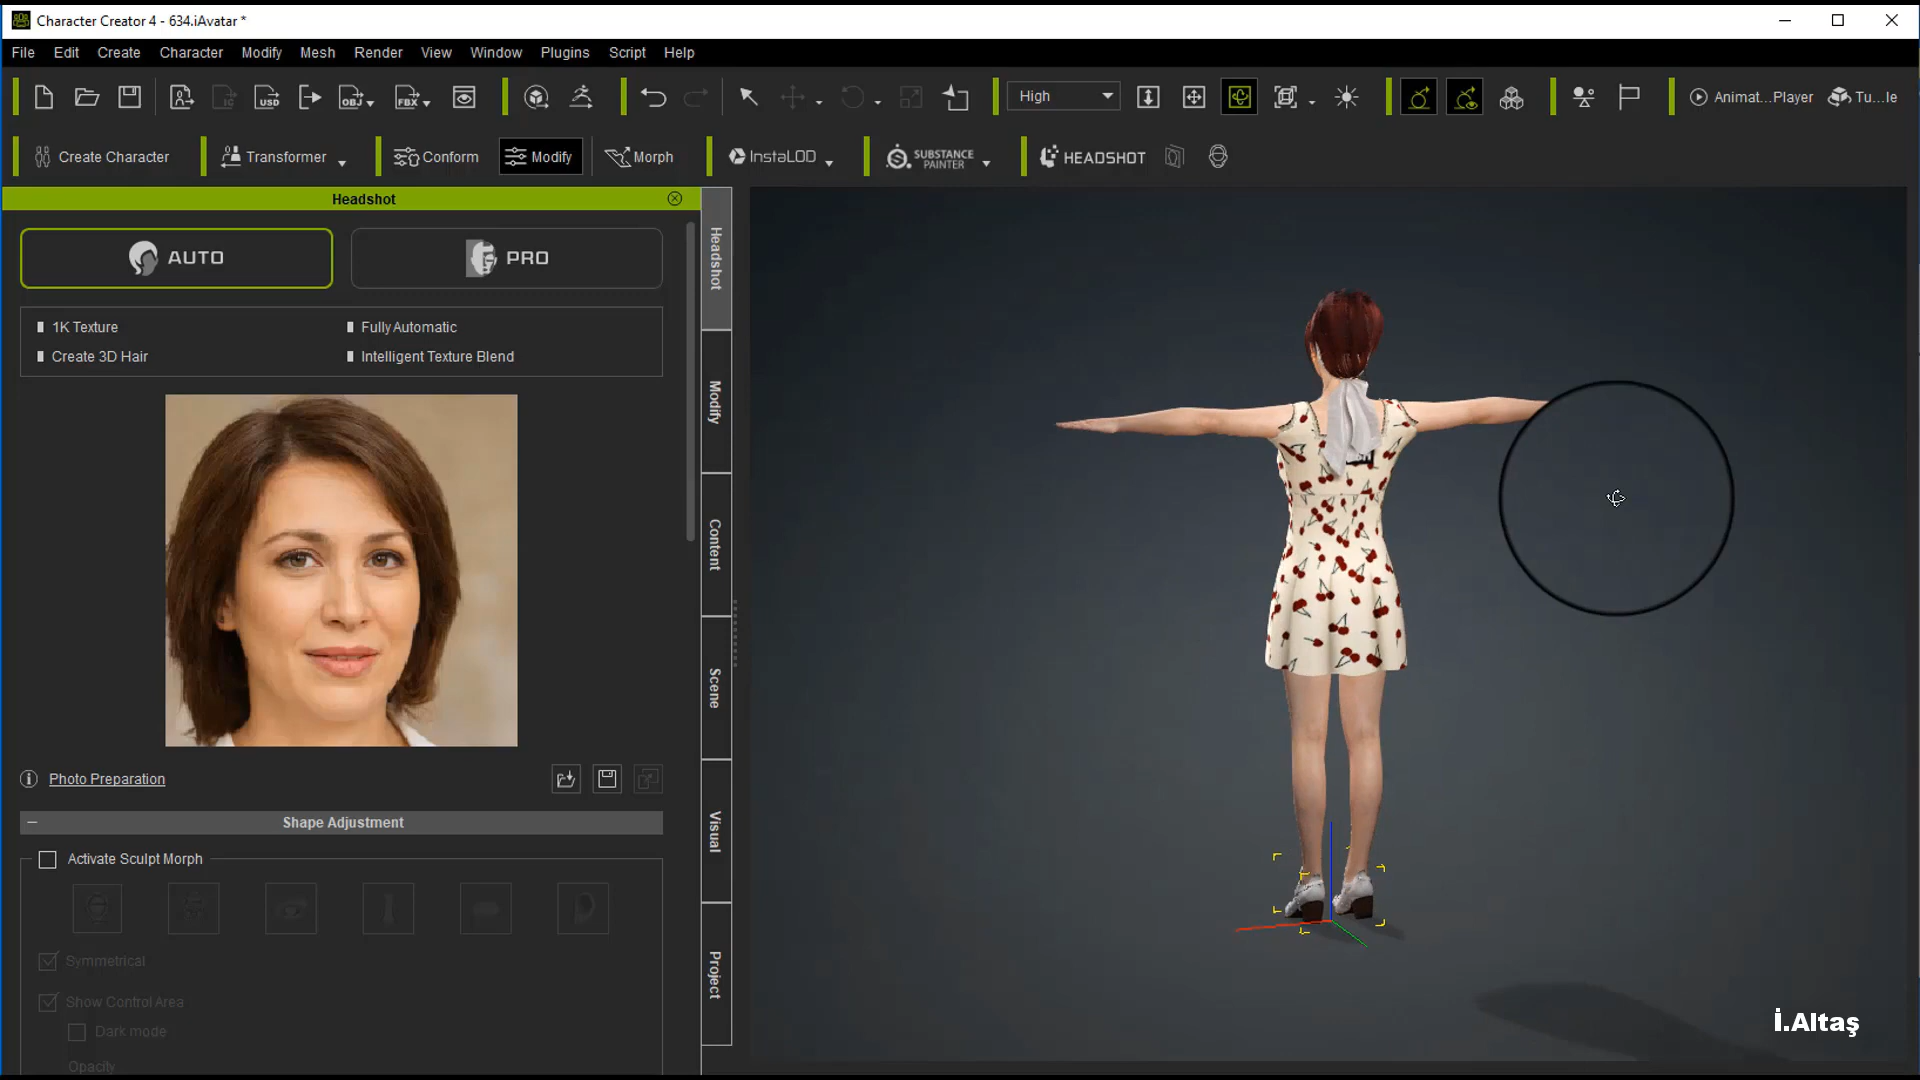 Character Creator 4 - 634.iAvatar *
File Edit Create Character Modify Mesh Render View Window Plugins Script Help
USD OBJ FBX High Animat...Player Tu...le
Create Character Transformer Conform Modify Morph InstaLOD SUBSTANCE PAINTER HEADSHOT
Headshot
AUTO PRO
1K Texture Fully Automatic
Create 3D Hair Intelligent Texture Blend
Photo Preparation
Shape Adjustment
Activate Sculpt Morph
Symmetrical
Show Control Area
Dark mode
Opacity
Headshot
Modify
Content
Scene
Visual
Project
İ.Altaş